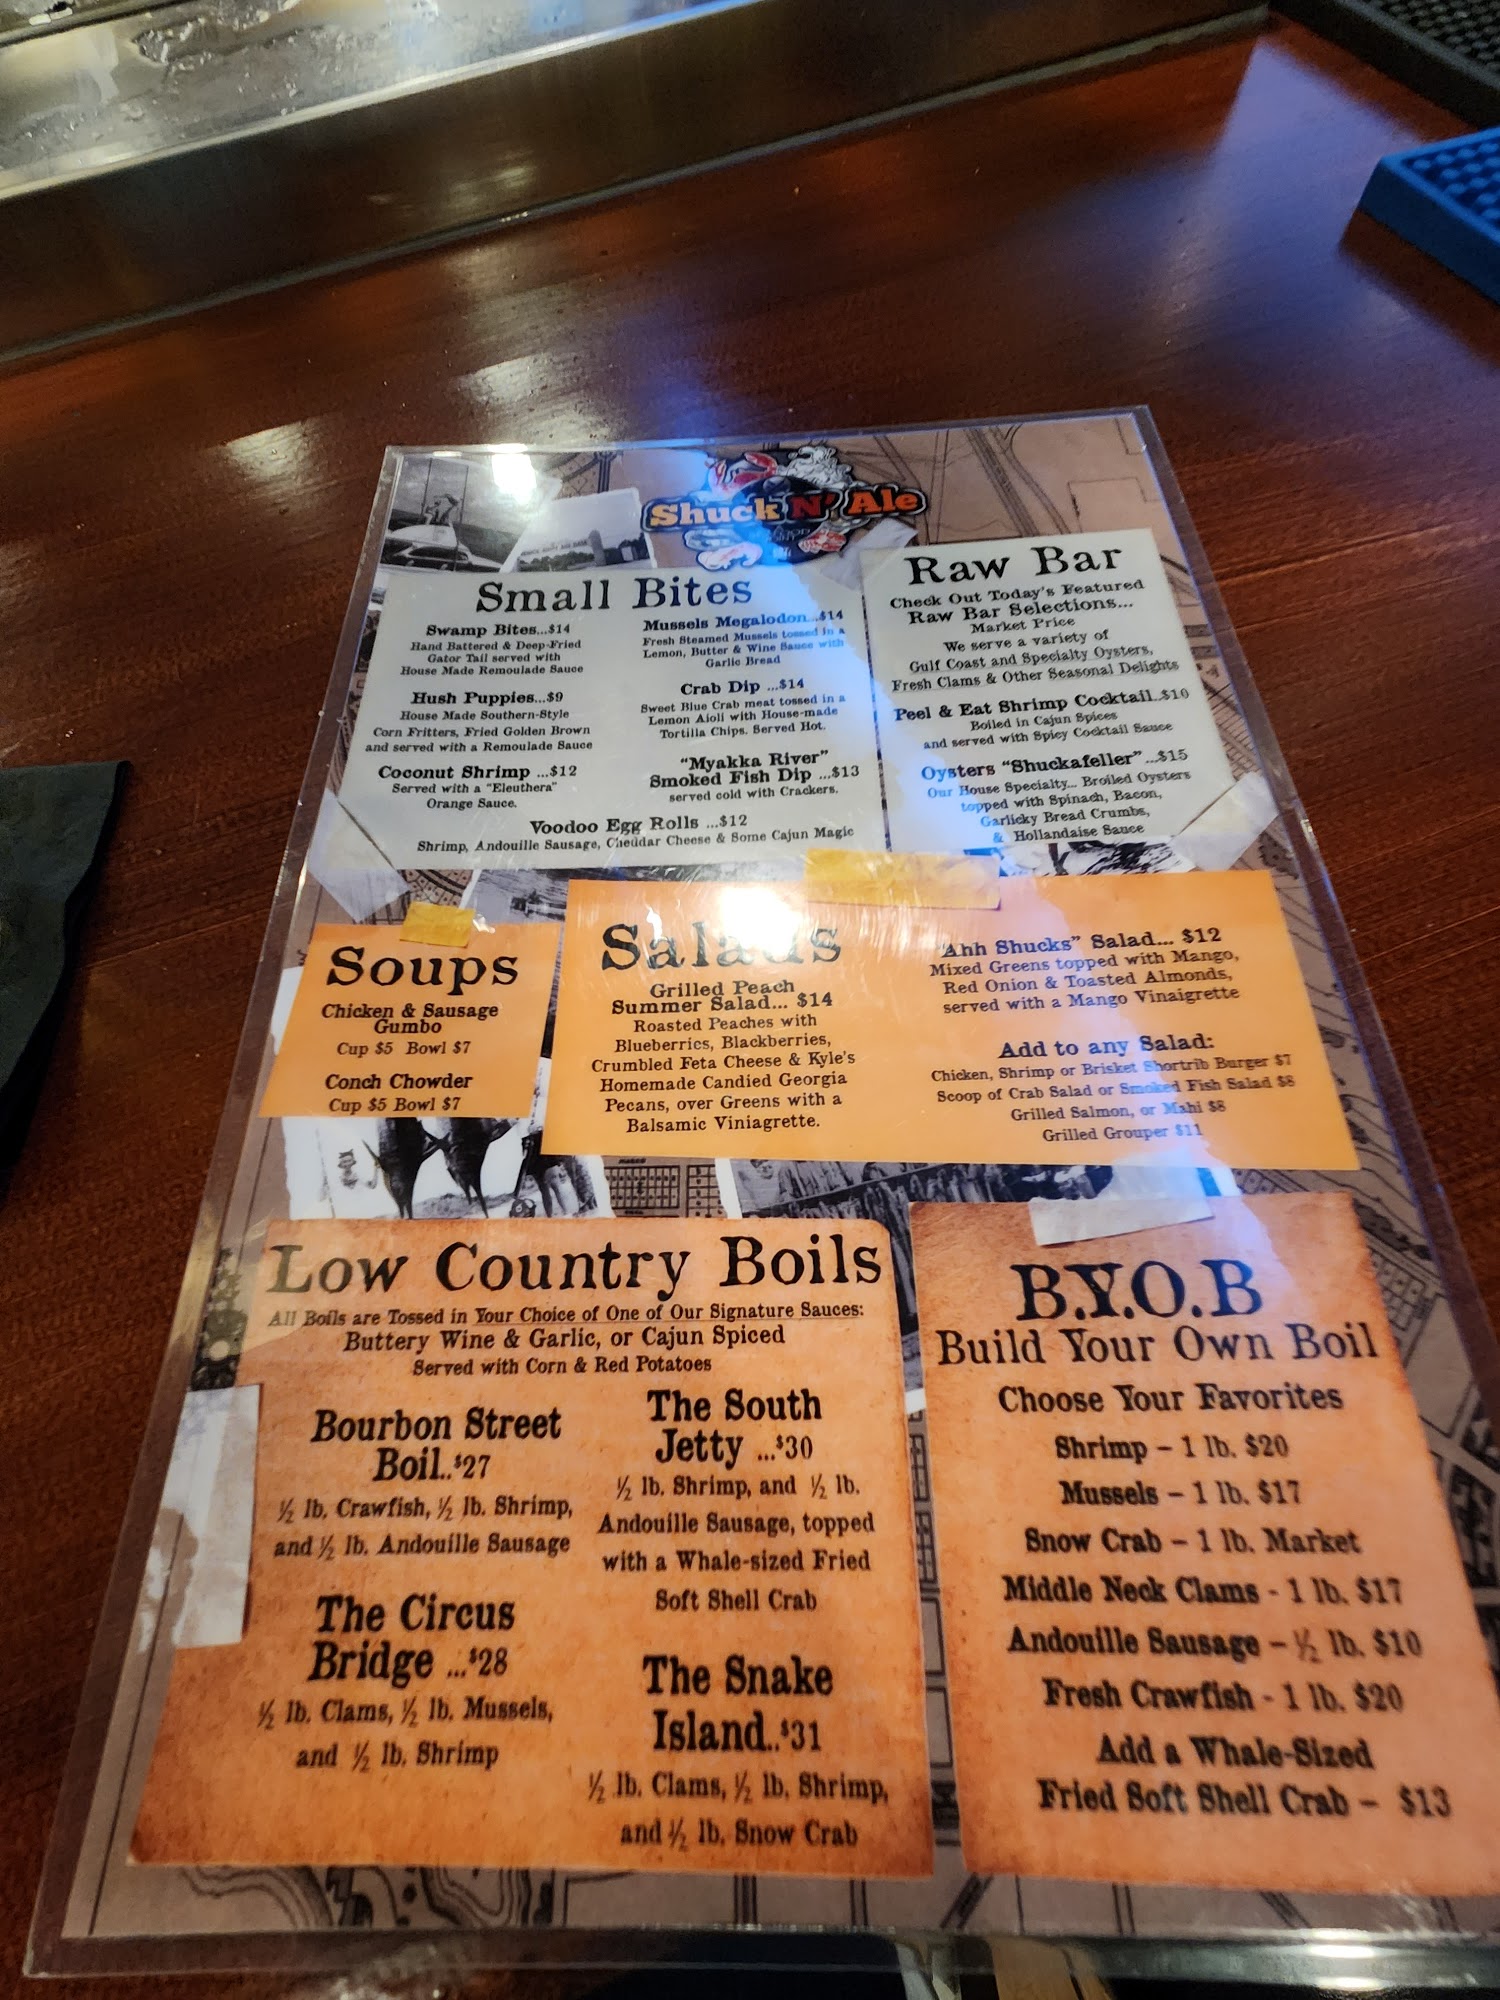 Shuck N' Ale
Small Bites
Swamp Bites...$14
Hand Battered & Deep-Fried
Gator Tail served with
House Made Remoulade Sauce
Hush Puppies...$9
House Made Southern-Style
Corn Fritters, Fried Golden Brown
and served with a Remoulade Sauce
Coconut Shrimp ...$12
Served with a "Eleuthera"
Orange Sauce.
Mussels Megalodon...$14
Fresh Steamed Mussels tossed in a
Lemon, Butter & Wine Sauce with
Garlic Bread
Crab Dip ...$14
Sweet Blue Crab meat tossed in a
Lemon Aioli with House-made
Tortilla Chips. Served Hot.
"Myakka River"
Smoked Fish Dip ...$13
served cold with Crackers.
Voodoo Egg Rolls ...$12
Shrimp, Andouille Sausage, Cheddar Cheese & Some Cajun Magic
Raw Bar
Check Out Today's Featured
Raw Bar Selections...
Market Price
We serve a variety of
Gulf Coast and Specialty Oysters,
Fresh Clams & Other Seasonal Delights
Peel & Eat Shrimp Cocktail..$10
Boiled in Cajun Spices
and served with Spicy Cocktail Sauce
Oysters "Shuckafeller" ...$15
Our House Specialty... Broiled Oysters
topped with Spinach, Bacon,
Garlicky Bread Crumbs,
& Hollandaise Sauce
Soups
Chicken & Sausage
Gumbo
Cup $5 Bowl $7
Conch Chowder
Cup $5 Bowl $7
Salads
Grilled Peach
Summer Salad... $14
Roasted Peaches with
Blueberries, Blackberries,
Crumbled Feta Cheese & Kyle's
Homemade Candied Georgia
Pecans, over Greens with a
Balsamic Viniagrette.
"Ahh Shucks" Salad... $12
Mixed Greens topped with Mango,
Red Onion & Toasted Almonds,
served with a Mango Vinaigrette
Add to any Salad:
Chicken, Shrimp or Brisket Shortrib Burger $7
Scoop of Crab Salad or Smoked Fish Salad $8
Grilled Salmon, or Mahi $8
Grilled Grouper $11
Low Country Boils
All Boils are Tossed in Your Choice of One of Our Signature Sauces:
Buttery Wine & Garlic, or Cajun Spiced
Served with Corn & Red Potatoes
Bourbon Street
Boil..$27
½ lb. Crawfish, ½ lb. Shrimp,
and ½ lb. Andouille Sausage
The Circus
Bridge ...$28
½ lb. Clams, ½ lb. Mussels,
and ½ lb. Shrimp
The South
Jetty ...$30
½ lb. Shrimp, and ½ lb.
Andouille Sausage, topped
with a Whale-sized Fried
Soft Shell Crab
The Snake
Island..$31
½ lb. Clams, ½ lb. Shrimp,
and ½ lb. Snow Crab
B.Y.O.B
Build Your Own Boil
Choose Your Favorites
Shrimp – 1 lb. $20
Mussels – 1 lb. $17
Snow Crab – 1 lb. Market
Middle Neck Clams - 1 lb. $17
Andouille Sausage – ½ lb. $10
Fresh Crawfish - 1 lb. $20
Add a Whale-Sized
Fried Soft Shell Crab – $13